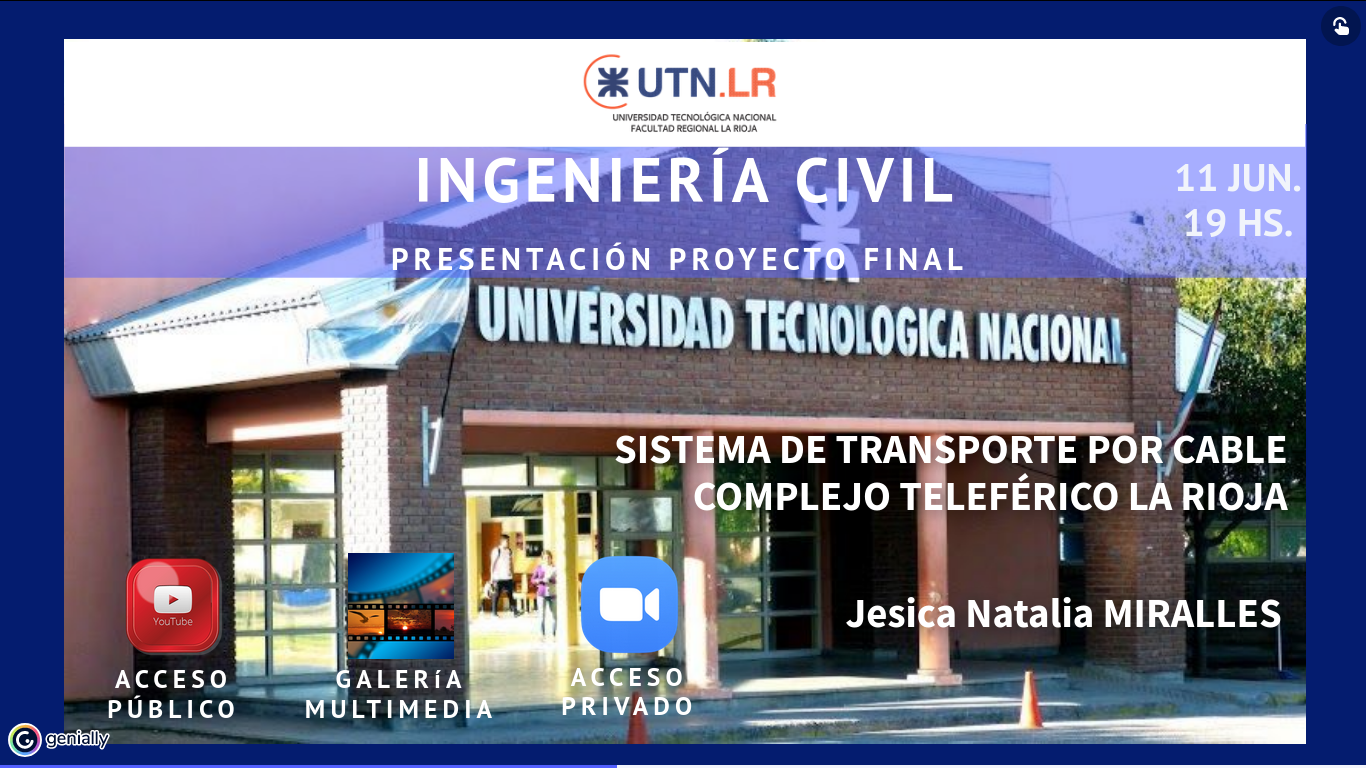 UTN.LR
UNIVERSIDAD TECNOLÓGICA NACIONAL
FACULTAD REGIONAL LA RIOJA
INGENIERÍA CIVIL
11 JUN.
19 HS.
PRESENTACIÓN PROYECTO FINAL
UNIVERSIDAD TECNOLOGICA NACIONAL
SISTEMA DE TRANSPORTE POR CABLE
COMPLEJO TELEFÉRICO LA RIOJA
Jesica Natalia MIRALLES
YouTube
ACCESO
PÚBLICO
GALERíA
MULTIMEDIA
ACCESO
PRIVADO
genially